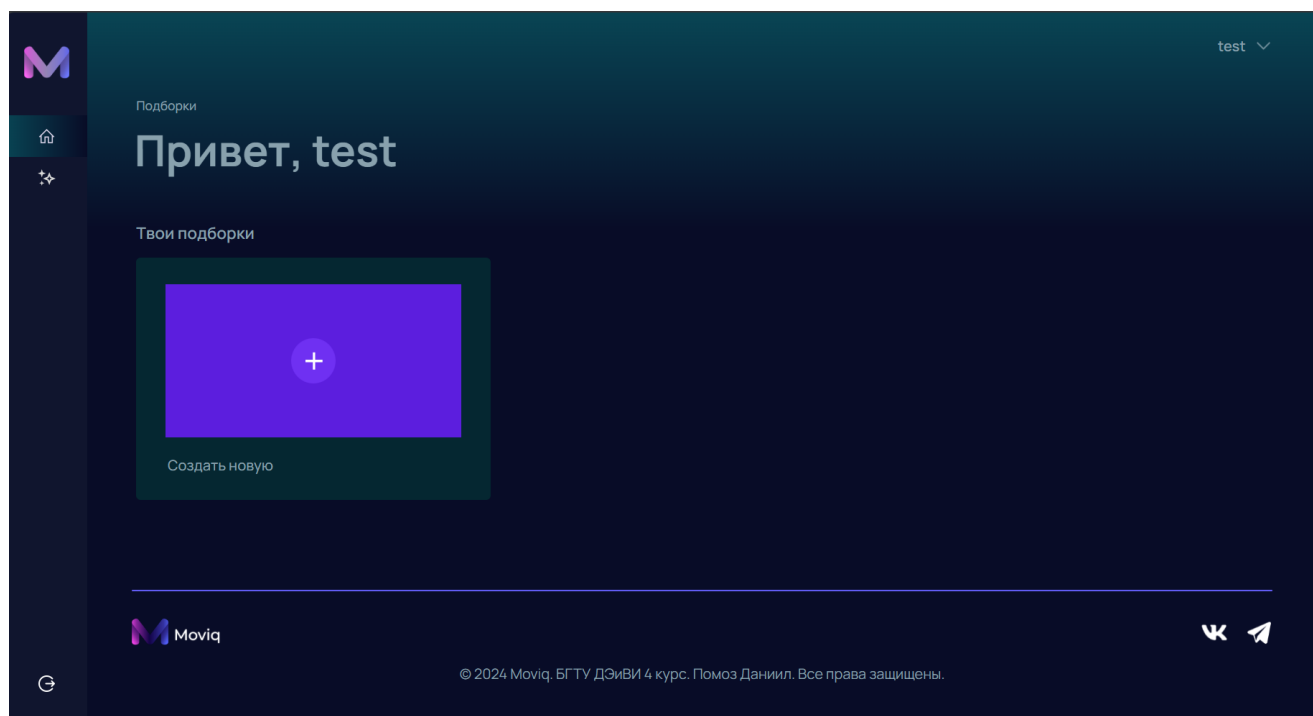 test
Подборки
Привет, test
Твои подборки
Создать новую
Moviq
© 2024 Moviq. БГТУ ДЭиВИ 4 курс. Помоз Даниил. Все права защищены.